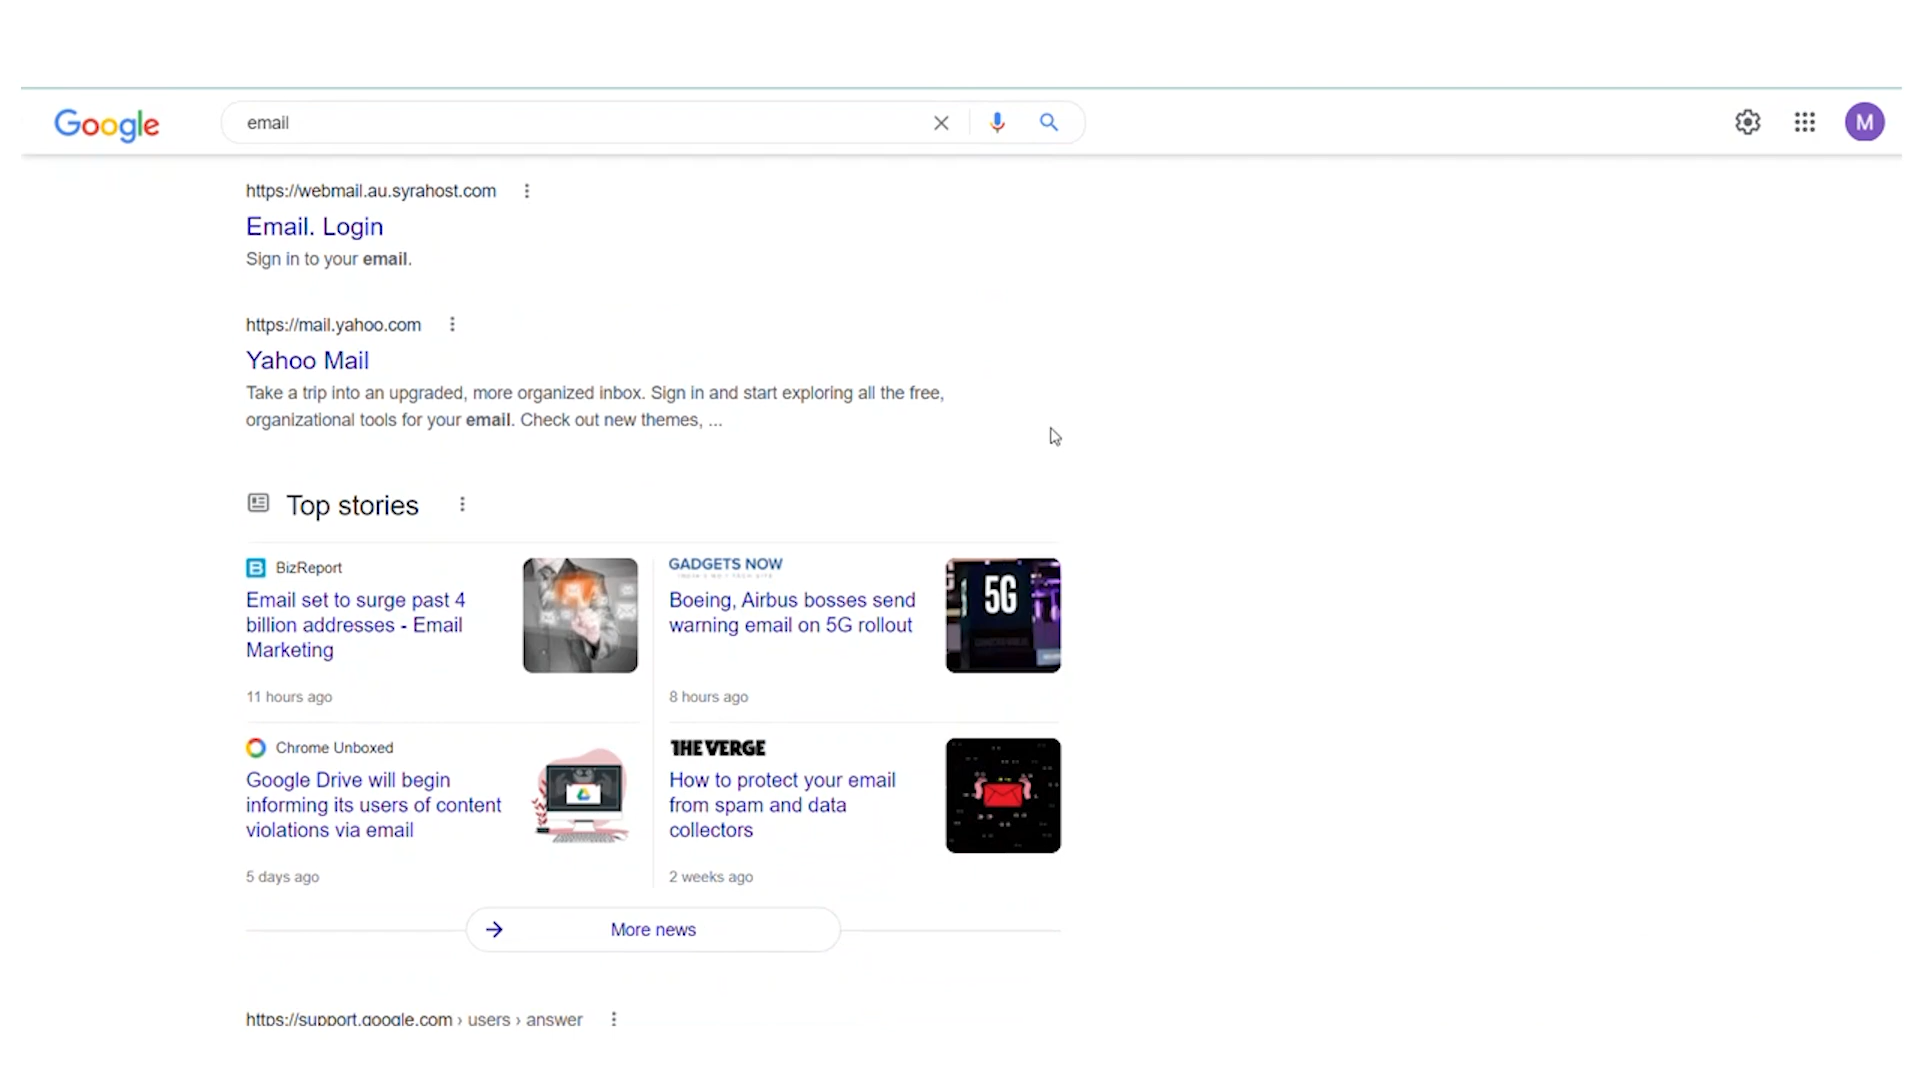 Google
email
M
https://webmail.au.syrahost.com
Email. Login
Sign in to your email.
https://mail.yahoo.com
Yahoo Mail
Take a trip into an upgraded, more organized inbox. Sign in and start exploring all the free,
organizational tools for your email. Check out new themes, ...
Top stories
B BizReport
Email set to surge past 4
billion addresses - Email
Marketing
11 hours ago
GADGETS NOW
Boeing, Airbus bosses send
warning email on 5G rollout
8 hours ago
5G
Chrome Unboxed
Google Drive will begin
informing its users of content
violations via email
5 days ago
THE VERGE
How to protect your email
from spam and data
collectors
2 weeks ago
More news
https://support.google.com › users › answer